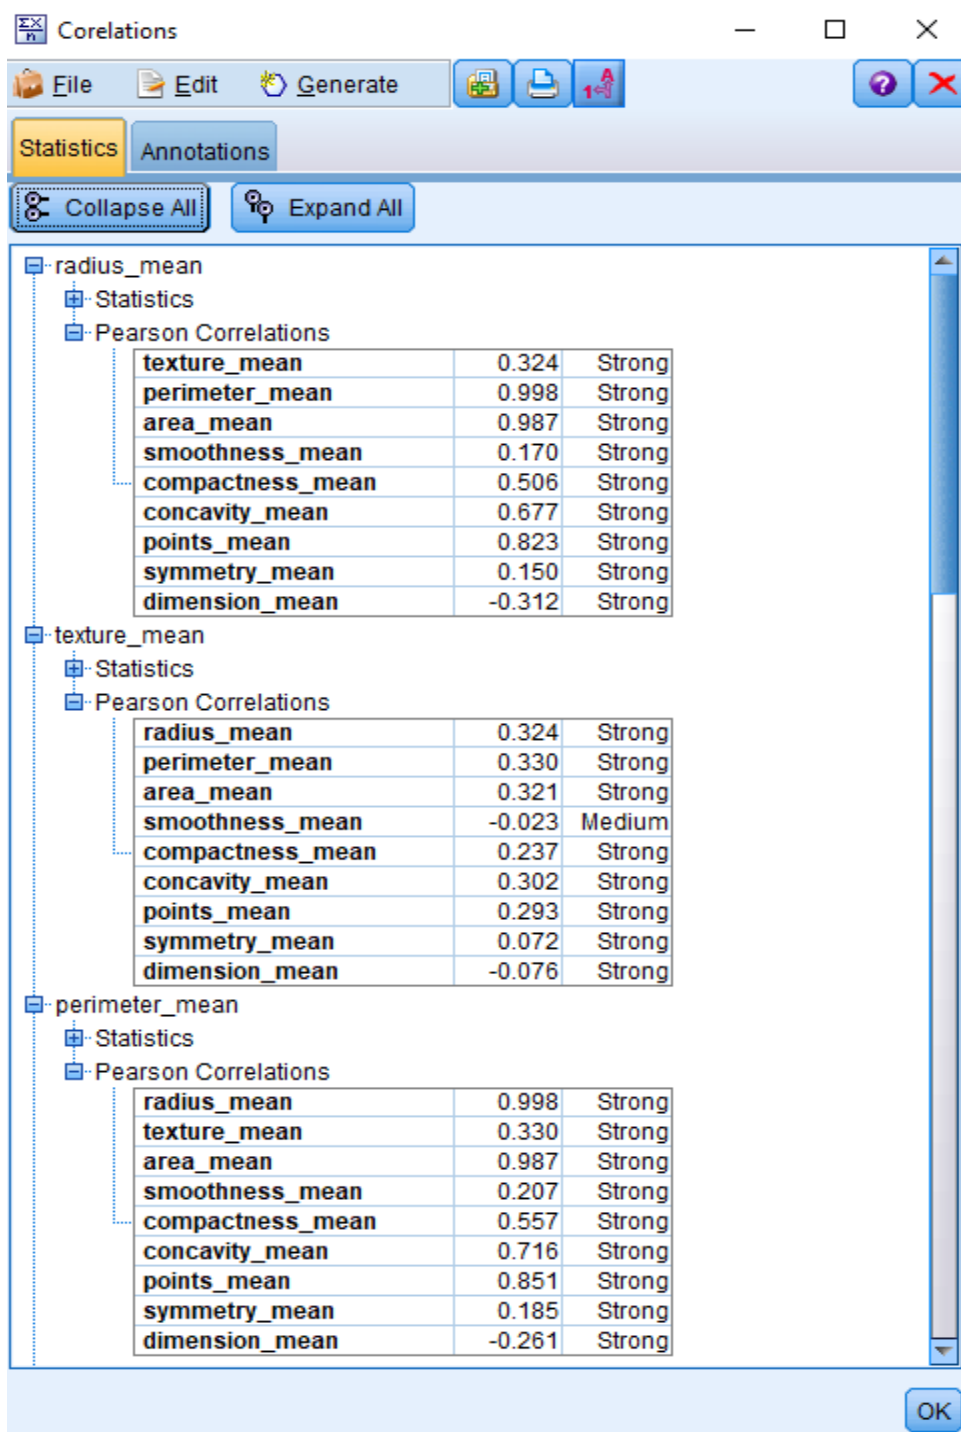 Corelations
File Edit Generate
Statistics Annotations
Collapse All Expand All
radius_mean
Statistics
Pearson Correlations
texture_mean 0.324 Strong
perimeter_mean 0.998 Strong
area_mean 0.987 Strong
smoothness_mean 0.170 Strong
compactness_mean 0.506 Strong
concavity_mean 0.677 Strong
points_mean 0.823 Strong
symmetry_mean 0.150 Strong
dimension_mean -0.312 Strong
texture_mean
Statistics
Pearson Correlations
radius_mean 0.324 Strong
perimeter_mean 0.330 Strong
area_mean 0.321 Strong
smoothness_mean -0.023 Medium
compactness_mean 0.237 Strong
concavity_mean 0.302 Strong
points_mean 0.293 Strong
symmetry_mean 0.072 Strong
dimension_mean -0.076 Strong
perimeter_mean
Statistics
Pearson Correlations
radius_mean 0.998 Strong
texture_mean 0.330 Strong
area_mean 0.987 Strong
smoothness_mean 0.207 Strong
compactness_mean 0.557 Strong
concavity_mean 0.716 Strong
points_mean 0.851 Strong
symmetry_mean 0.185 Strong
dimension_mean -0.261 Strong
OK